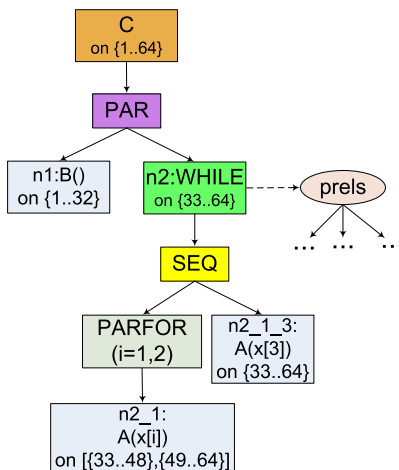 C
on {1..64}
PAR
n1:B()
on {1..32}
n2:WHILE
on {33..64}
prels
... ... ..
SEQ
PARFOR
(i=1,2)
n2_1_3:
A(x[3])
on {33..64}
n2_1:
A(x[i])
on [{33..48},{49..64}]